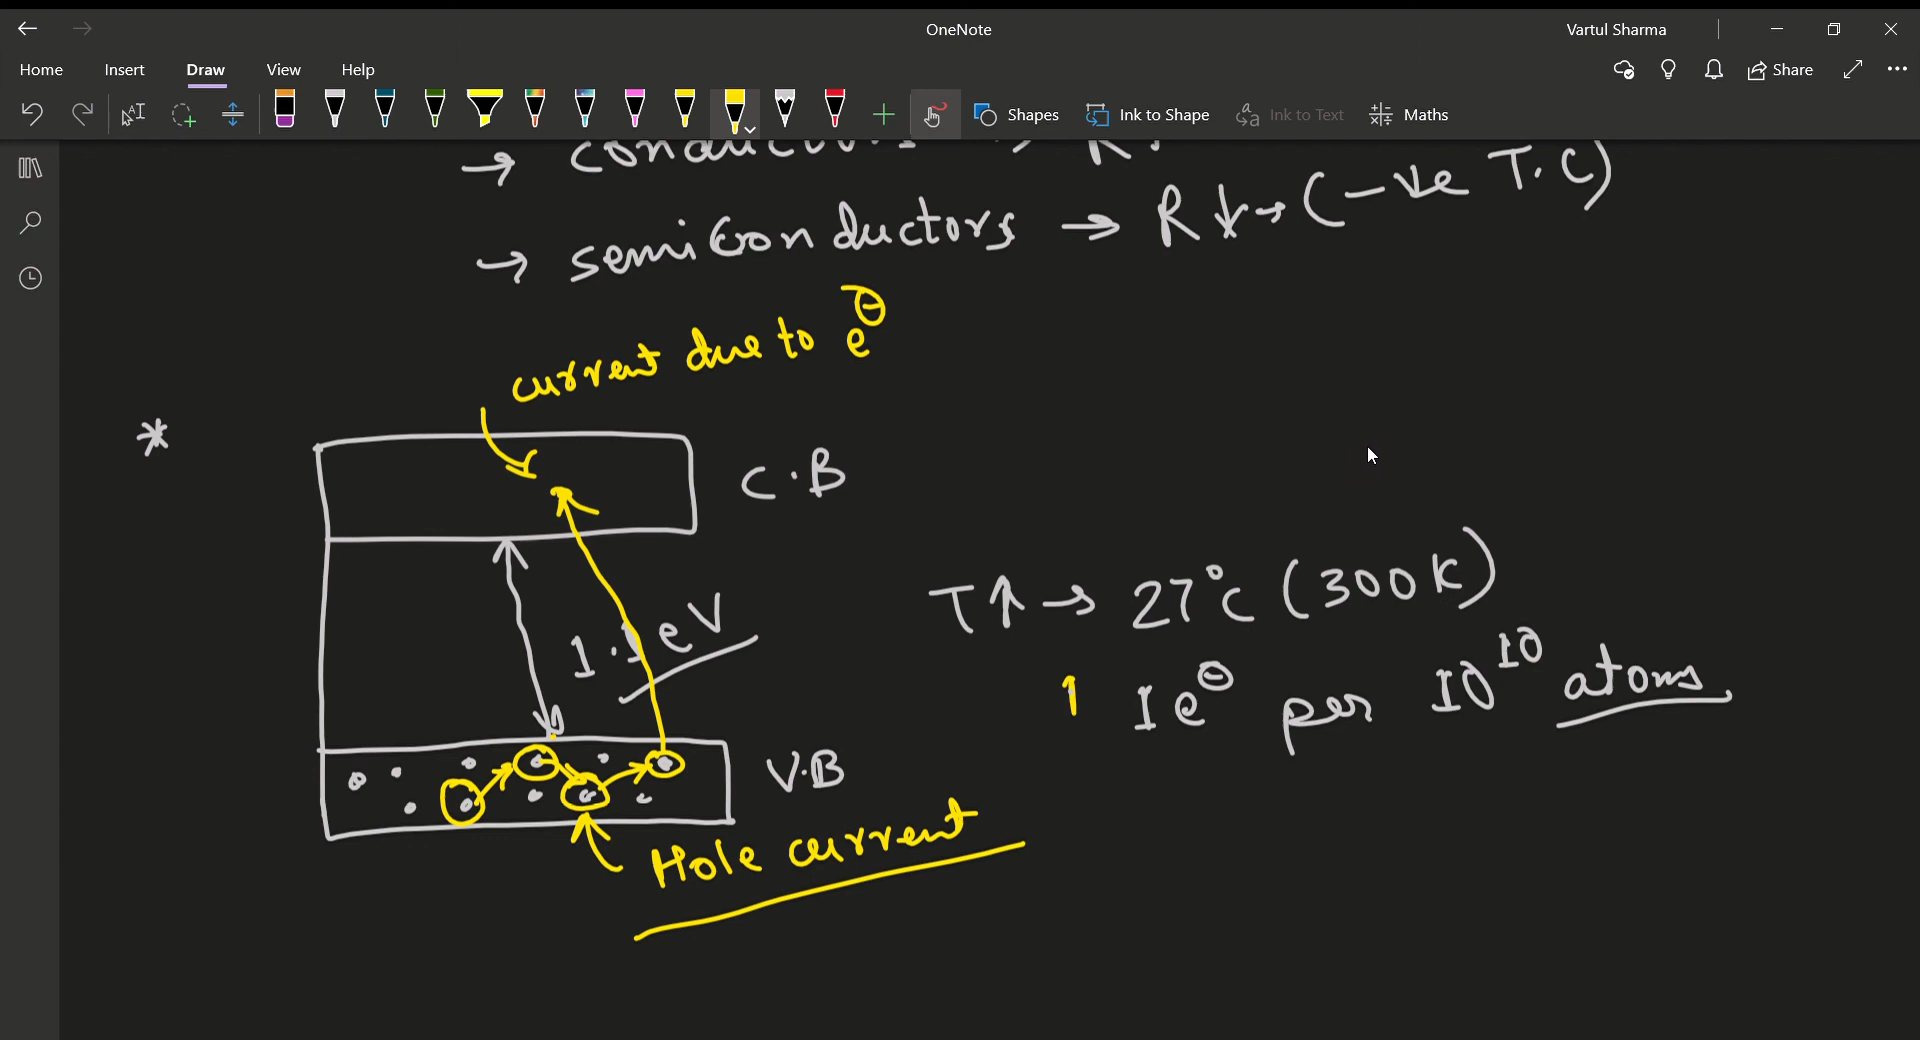 OneNote
Vartul Sharma
Home Insert Draw View Help
Share
Shapes Ink to Shape Ink to Text Maths
→ semiconductors → R↓→ (-ve T.C)
current due to e⊖
*
C.B
1.1 eV
T↑ → 27°C (300K)
1 1e⊖ per 10¹⁰ atoms
V.B
Hole current